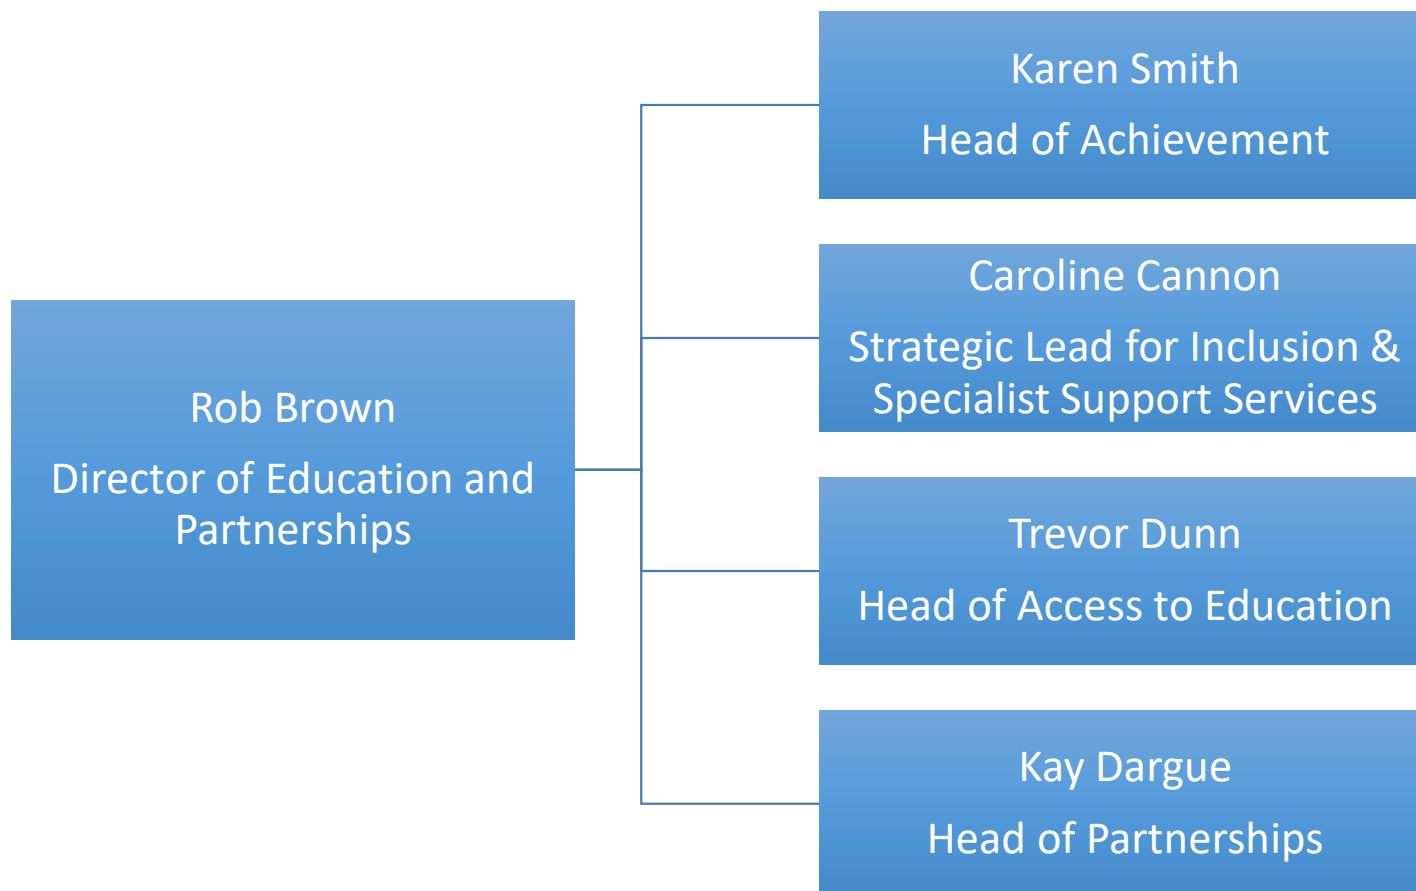 Karen Smith
Head of Achievement
Caroline Cannon
Strategic Lead for Inclusion &
Specialist Support Services
Rob Brown
Director of Education and
Partnerships
Trevor Dunn
Head of Access to Education
Kay Dargue
Head of Partnerships